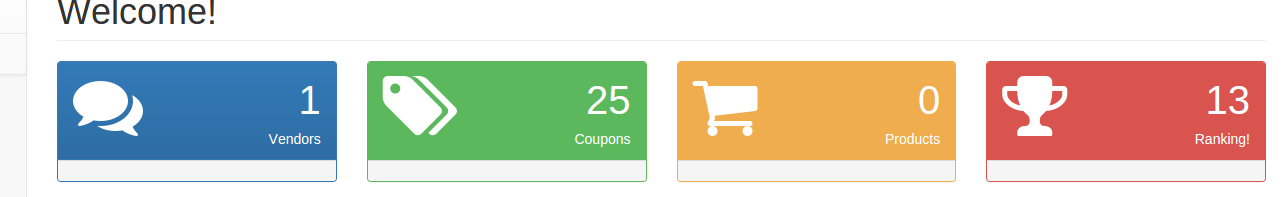 Welcome!
1
Vendors
25
Coupons
0
Products
13
Ranking!